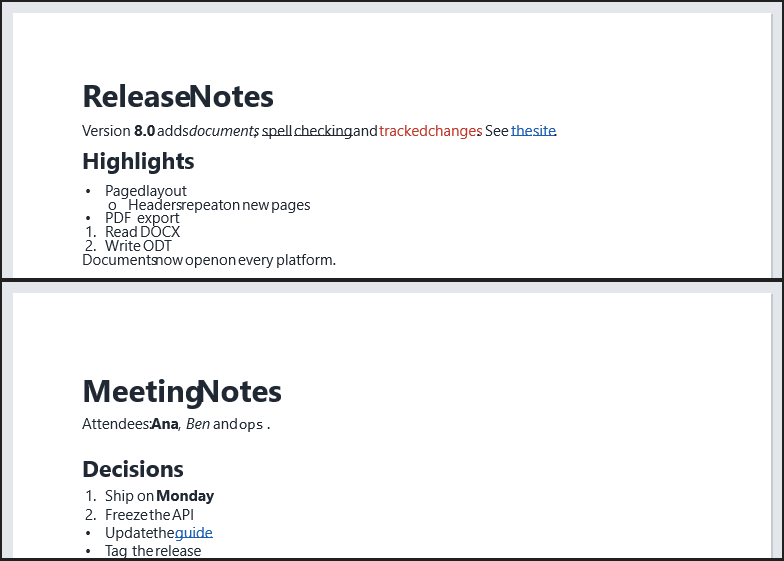 Release Notes
Version 8.0 adds documents, spell checking and tracked changes. See the site.
Highlights
• Paged layout
o Headers repeat on new pages
• PDF export
1. Read DOCX
2. Write ODT
Documents now open on every platform.
Meeting Notes
Attendees: Ana, Ben and ops .
Decisions
1. Ship on Monday
2. Freeze the API
• Update the guide
• Tag the release